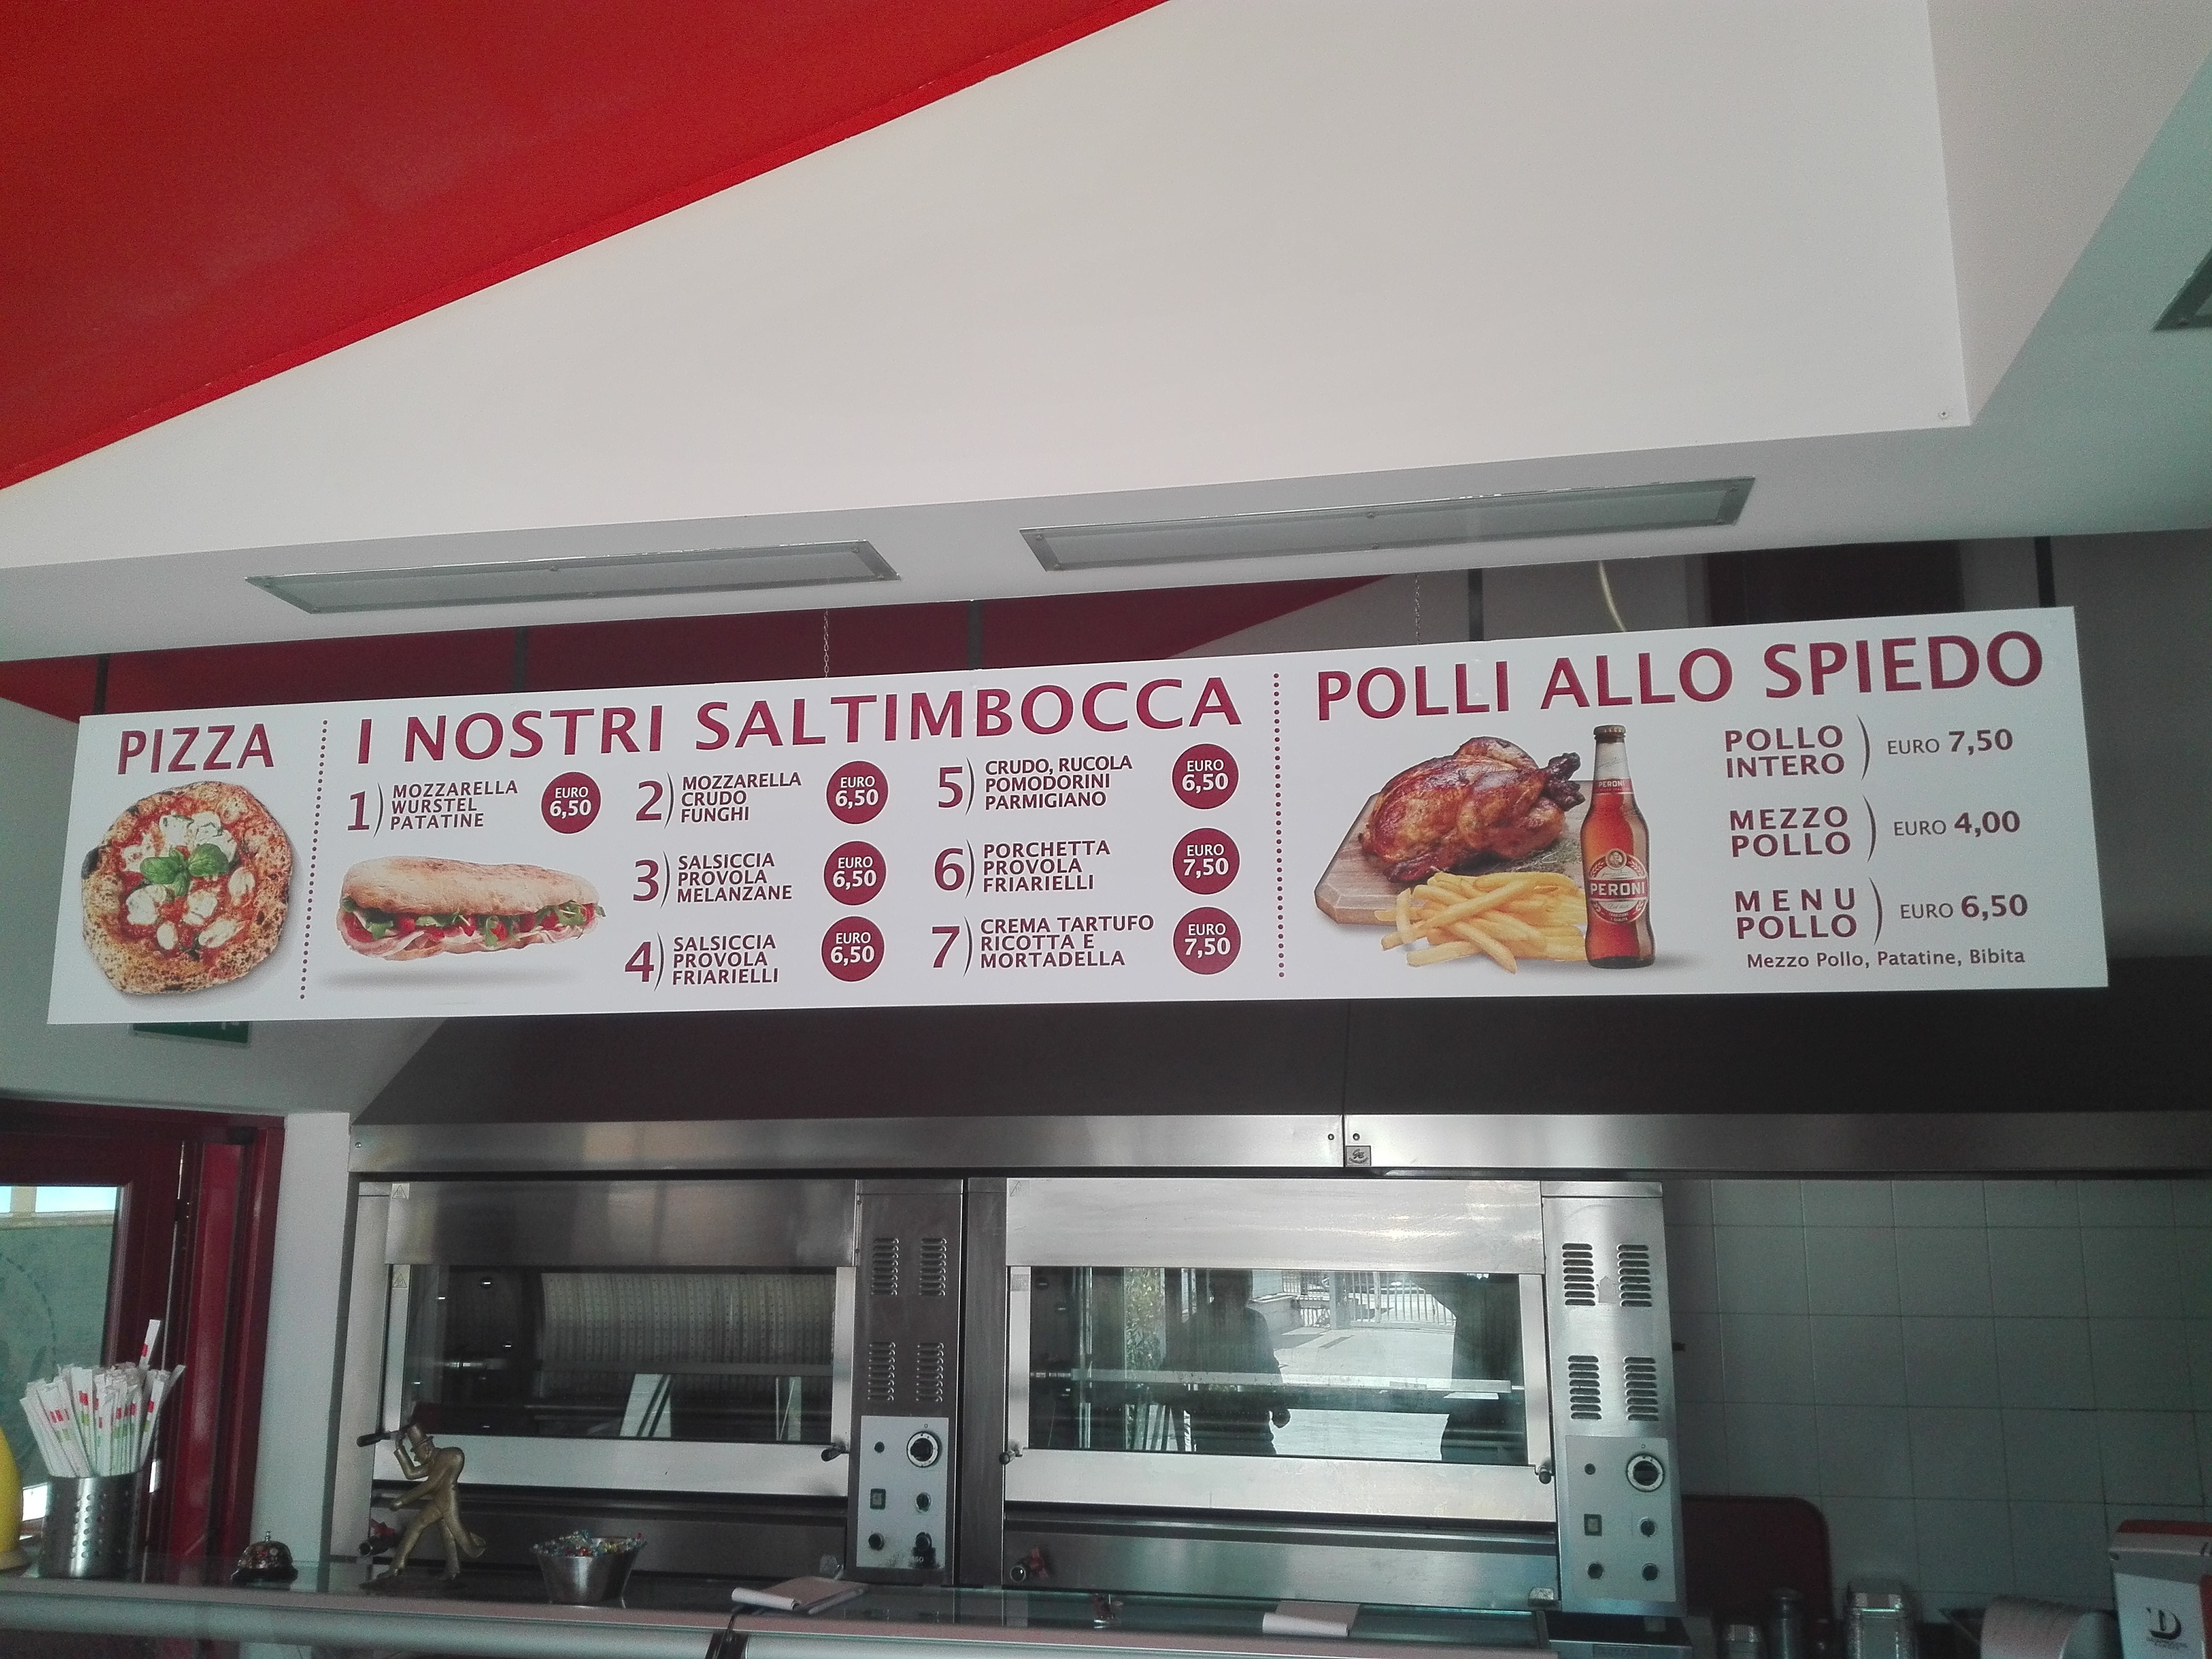 PIZZA
I NOSTRI SALTIMBOCCA
1) MOZZARELLA
WURSTEL
PATATINE
EURO
6,50
2) MOZZARELLA
CRUDO
FUNGHI
EURO
6,50
3) SALSICCIA
PROVOLA
MELANZANE
EURO
6,50
4) SALSICCIA
PROVOLA
FRIARIELLI
EURO
6,50
5) CRUDO, RUCOLA
POMODORINI
PARMIGIANO
EURO
6,50
6) PORCHETTA
PROVOLA
FRIARIELLI
EURO
7,50
7) CREMA TARTUFO
RICOTTA E
MORTADELLA
EURO
7,50
POLLI ALLO SPIEDO
PERONI
PERONI
POLLO
INTERO ) EURO 7,50
MEZZO
POLLO ) EURO 4,00
MENU
POLLO ) EURO 6,50
Mezzo Pollo, Patatine, Bibita